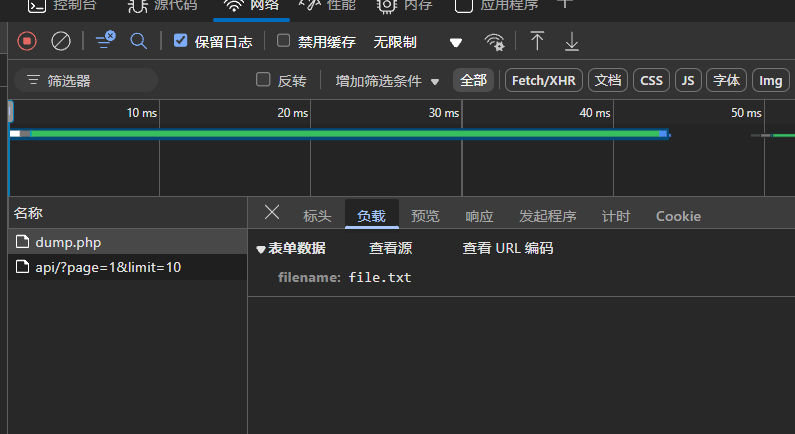 控制台 源代码 网络 性能 内存 应用程序
保留日志 禁用缓存 无限制
筛选器 反转 增加筛选条件 全部 Fetch/XHR 文档 CSS JS 字体 Img
10 ms 20 ms 30 ms 40 ms 50 ms
名称 标头 负载 预览 响应 发起程序 计时 Cookie
dump.php
api/?page=1&limit=10
表单数据 查看源 查看 URL 编码
filename: file.txt